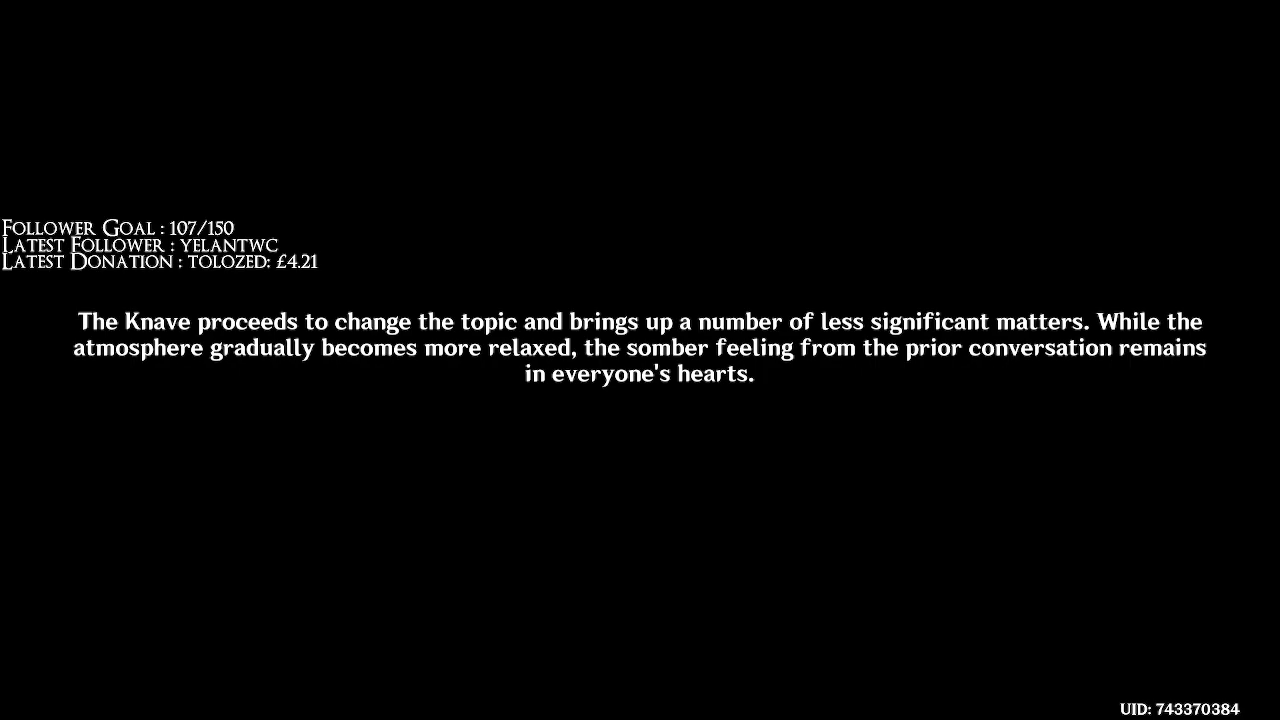 Follower Goal : 107/150
Latest Follower : yelantwc
Latest Donation : tolozed: £4.21
The Knave proceeds to change the topic and brings up a number of less significant matters. While the
atmosphere gradually becomes more relaxed, the somber feeling from the prior conversation remains
in everyone's hearts.
UID: 743370384